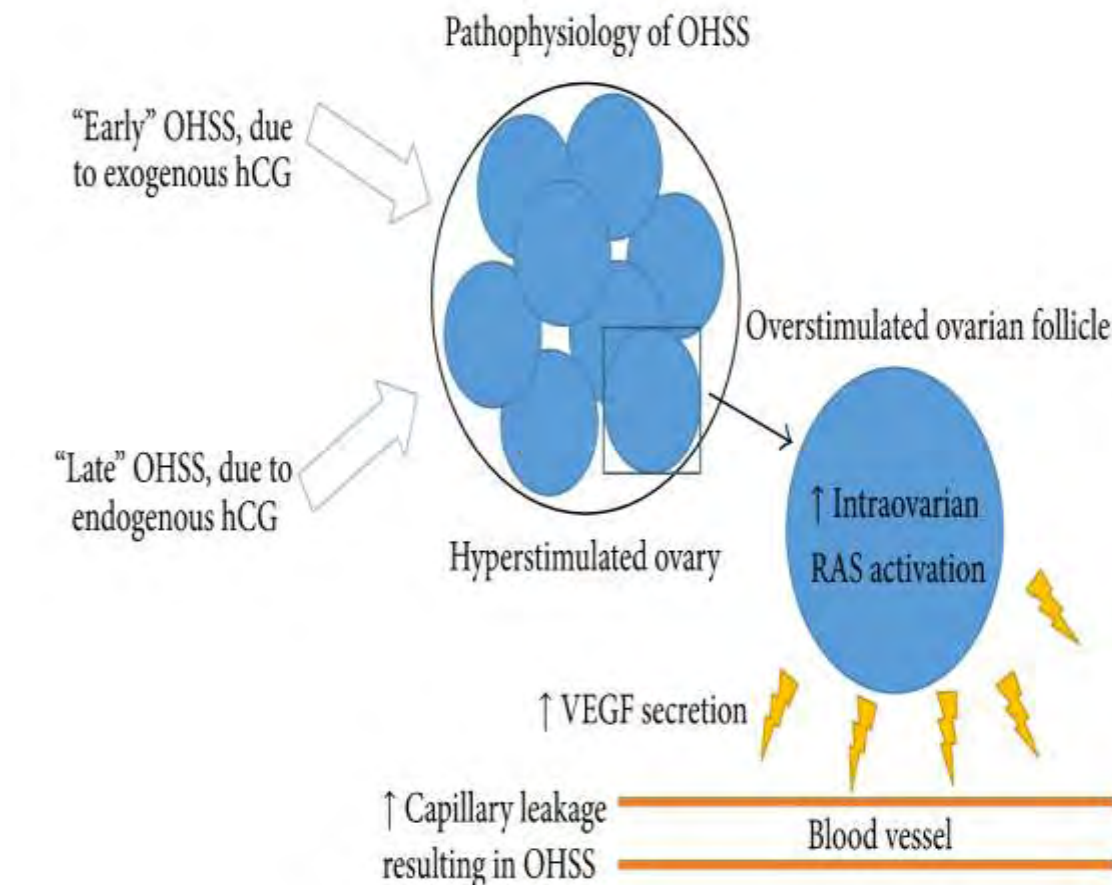 Pathophysiology of OHSS
“Early” OHSS, due
to exogenous hCG
“Late” OHSS, due to
endogenous hCG
Hyperstimulated ovary
Overstimulated ovarian follicle
↑ Intraovarian
RAS activation
↑ VEGF secretion
↑ Capillary leakage
resulting in OHSS
Blood vessel